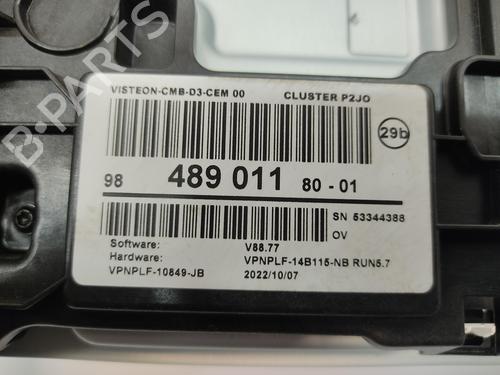 VISTEON-CMB-D3-CEM 00 CLUSTER P2JO
29b
98 489 011 80 - 01
SN 53344388
OV
Software: V88.77
Hardware: VPNPLF-14B115-NB RUN5.7
VPNPLF-10849-JB 2022/10/07
B-PARTS